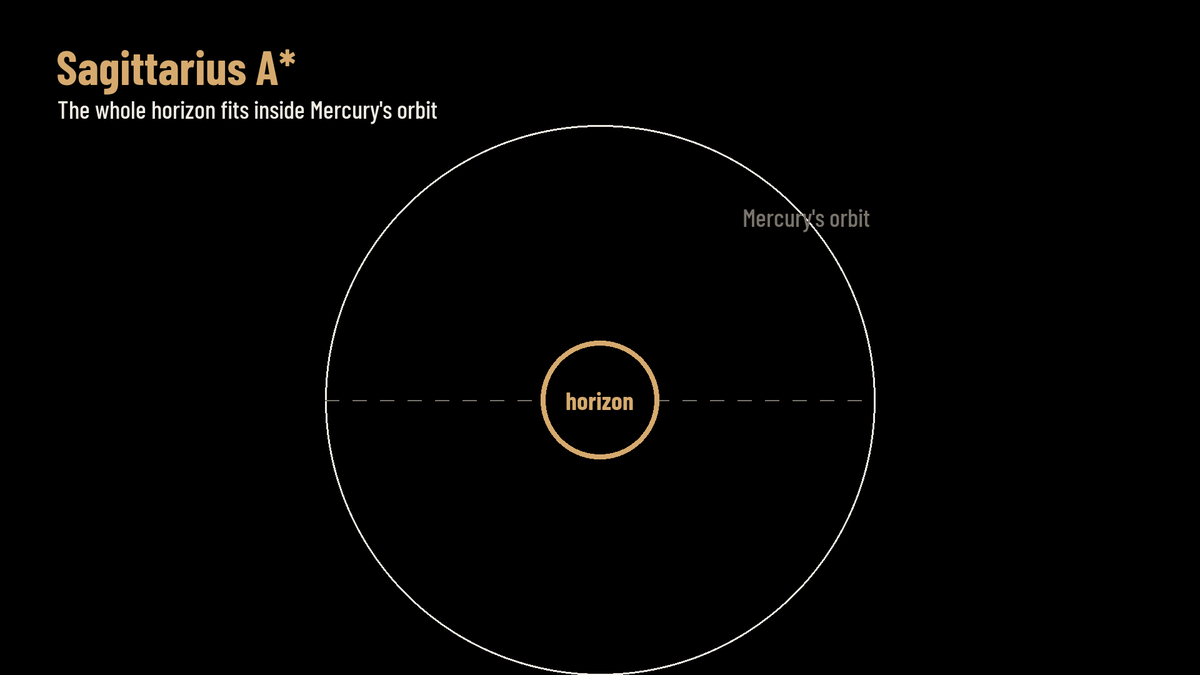 Sagittarius A*
The whole horizon fits inside Mercury's orbit
Mercury's orbit
horizon